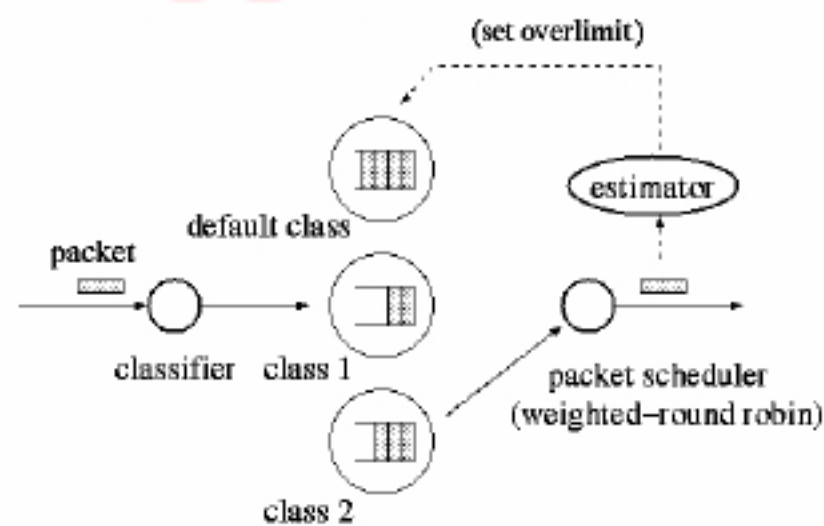 (set overlimit)
estimator
default class
packet
classifier
class 1
packet scheduler
(weighted-round robin)
class 2